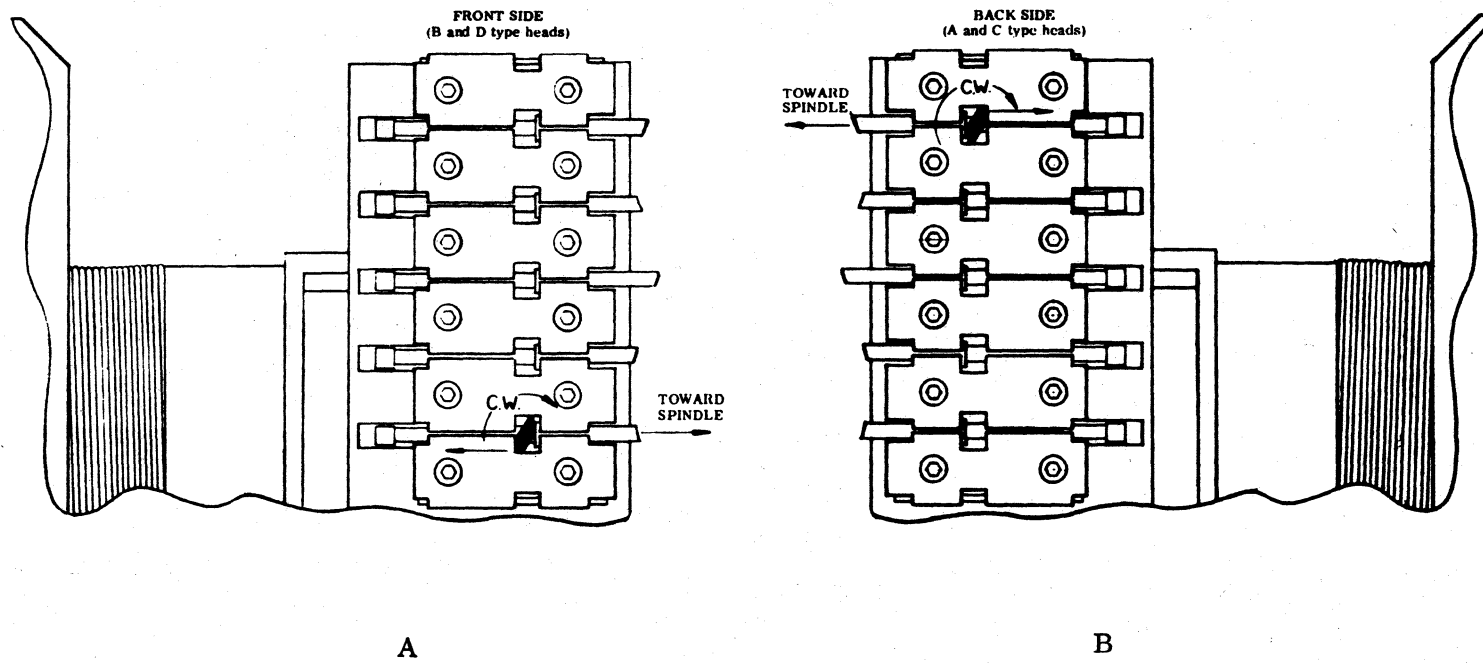 FRONT SIDE
(B and D type heads)
BACK SIDE
(A and C type heads)
C.W.
TOWARD
SPINDLE
C.W.
TOWARD
SPINDLE
A
B